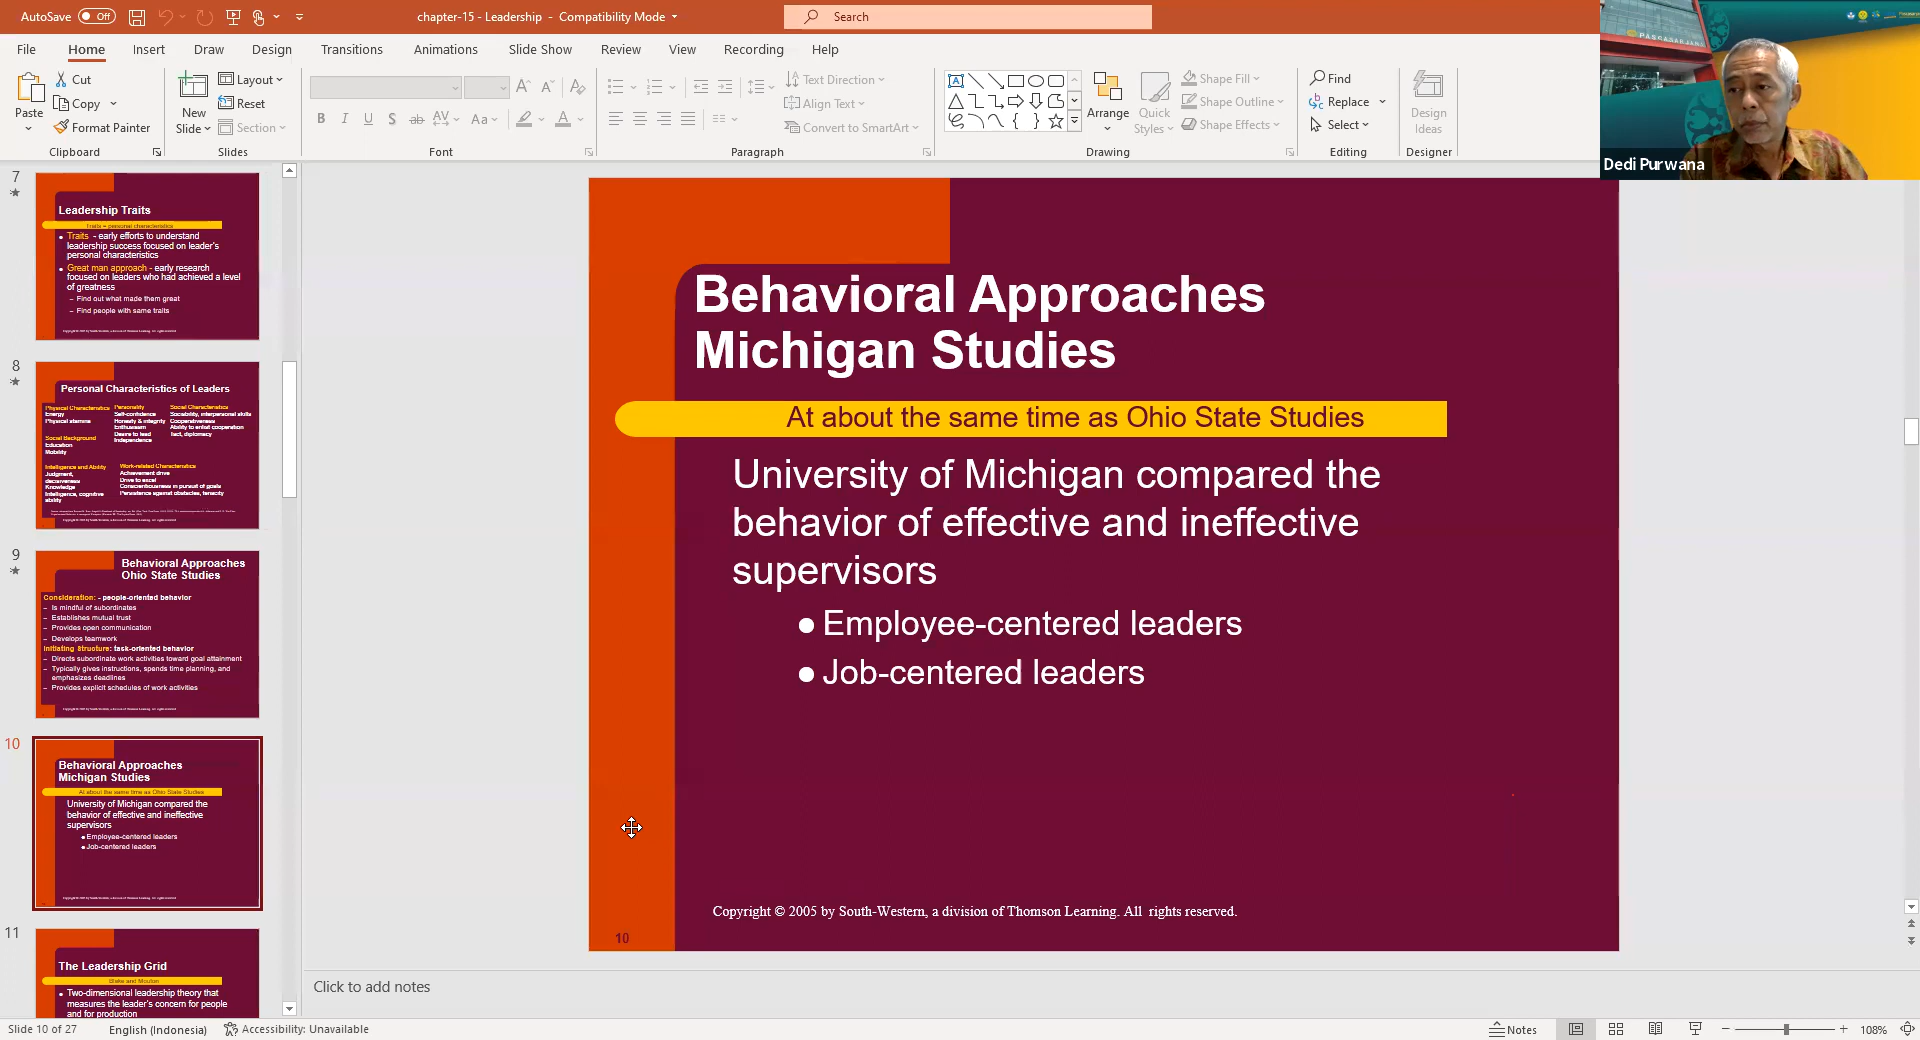 AutoSave Off
chapter-15 - Leadership - Compatibility Mode
Search
File Home Insert Draw Design Transitions Animations Slide Show Review View Recording Help
Paste
Cut
Copy
Format Painter
Clipboard
New
Slide
Layout
Reset
Section
Slides
B I U S ab AV Aa A
Font
Text Direction
Align Text
Convert to SmartArt
Paragraph
Arrange
Quick
Styles
Shape Fill
Shape Outline
Shape Effects
Drawing
Find
Replace
Select
Editing
Design
Ideas
Designer
PASCASARJANA
Dedi Purwana
7
Leadership Traits
Traits = personal characteristics
Traits - early efforts to understand
leadership success focused on leader's
personal characteristics
Great man approach - early research
focused on leaders who had achieved a level
of greatness
– Find out what made them great
– Find people with same traits
8
Personal Characteristics of Leaders
Physical Characteristics
Energy
Physical stamina
Social Background
Education
Mobility
Intelligence and Ability
Judgment,
decisiveness
Knowledge
Intelligence, cognitive
ability
Personality
Self-confidence
Honesty & integrity
Enthusiasm
Desire to lead
Independence
Social Characteristics
Sociability, interpersonal skills
Cooperativeness
Ability to enlist cooperation
Tact, diplomacy
Work-related Characteristics
Achievement drive
Drive to excel
Conscientiousness in pursuit of goals
Persistence against obstacles, tenacity
9
Behavioral Approaches
Ohio State Studies
Consideration: - people-oriented behavior
– Is mindful of subordinates
– Establishes mutual trust
– Provides open communication
– Develops teamwork
Initiating Structure: task-oriented behavior
– Directs subordinate work activities toward goal attainment
– Typically gives instructions, spends time planning, and
emphasizes deadlines
– Provides explicit schedules of work activities
10
Behavioral Approaches
Michigan Studies
At about the same time as Ohio State Studies
University of Michigan compared the
behavior of effective and ineffective
supervisors
Employee-centered leaders
Job-centered leaders
11
The Leadership Grid
Blake and Mouton
Two-dimensional leadership theory that
measures the leader's concern for people
and for production
Behavioral Approaches
Michigan Studies
At about the same time as Ohio State Studies
University of Michigan compared the
behavior of effective and ineffective
supervisors
● Employee-centered leaders
● Job-centered leaders
Copyright © 2005 by South-Western, a division of Thomson Learning. All rights reserved.
10
Click to add notes
Slide 10 of 27
English (Indonesia)
Accessibility: Unavailable
Notes
108%